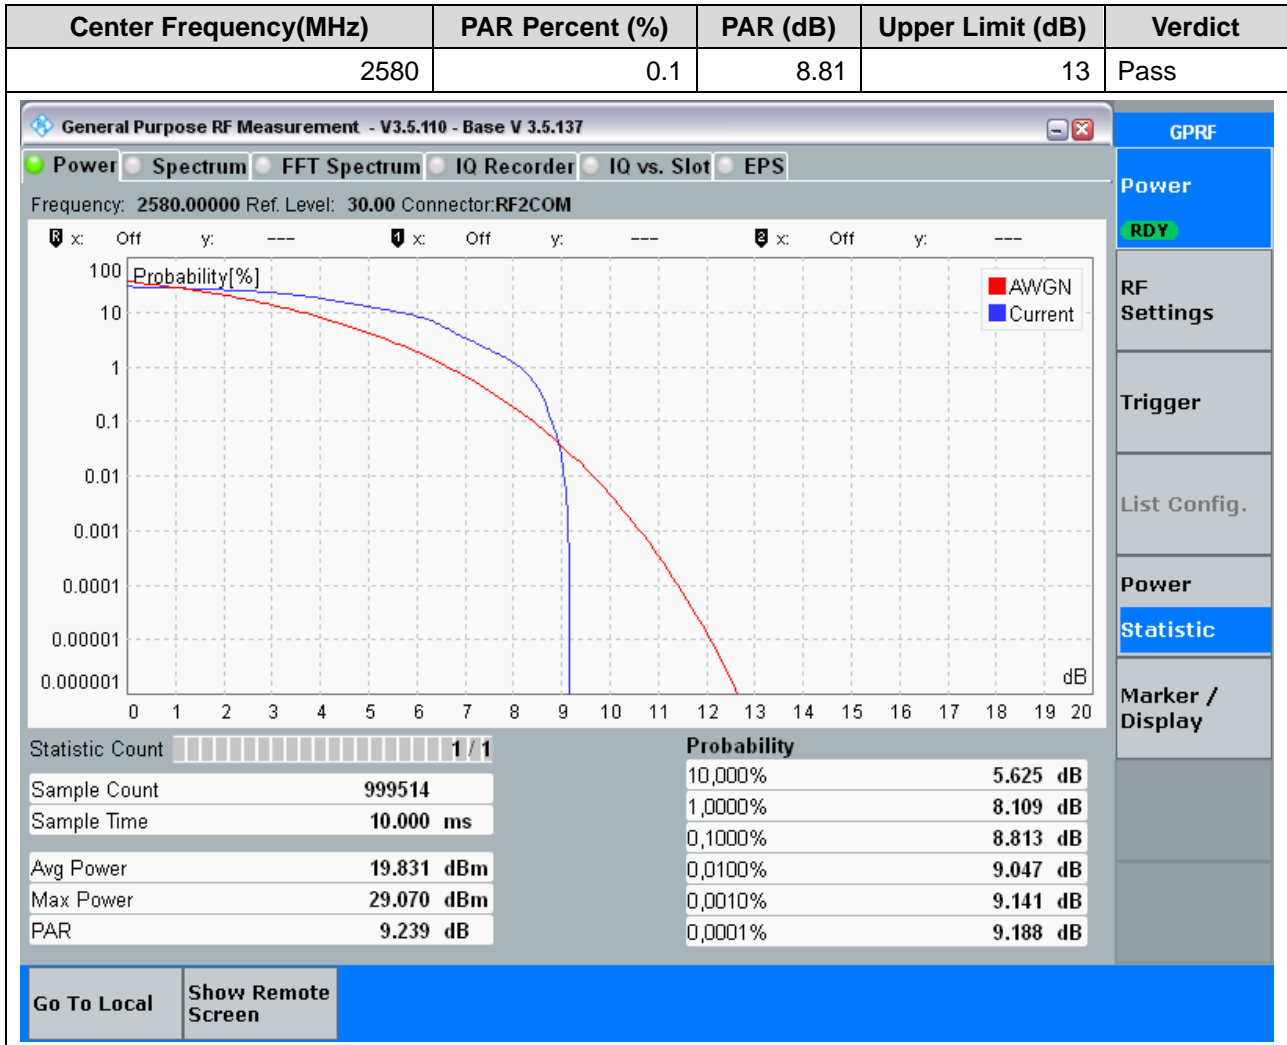 Center Frequency(MHz) PAR Percent (%) PAR (dB) Upper Limit (dB) Verdict
2580 0.1 8.81 13 Pass
General Purpose RF Measurement - V3.5.110 - Base V 3.5.137
GPRF
Power Spectrum FFT Spectrum IQ Recorder IQ vs. Slot EPS
Frequency: 2580.00000 Ref. Level: 30.00 Connector:RF2COM
R x: Off y: --- 1 x: Off y: --- 2 x: Off y: ---
Probability[%]
AWGN
Current
100
10
1
0.1
0.01
0.001
0.0001
0.00001
0.000001
dB
0 1 2 3 4 5 6 7 8 9 10 11 12 13 14 15 16 17 18 19 20
Statistic Count 1 / 1
Sample Count 999514
Sample Time 10.000 ms
Avg Power 19.831 dBm
Max Power 29.070 dBm
PAR 9.239 dB
Probability
10,000% 5.625 dB
1,0000% 8.109 dB
0,1000% 8.813 dB
0,0100% 9.047 dB
0,0010% 9.141 dB
0,0001% 9.188 dB
Power
RDY
RF
Settings
Trigger
List Config.
Power
Statistic
Marker /
Display
Go To Local
Show Remote
Screen